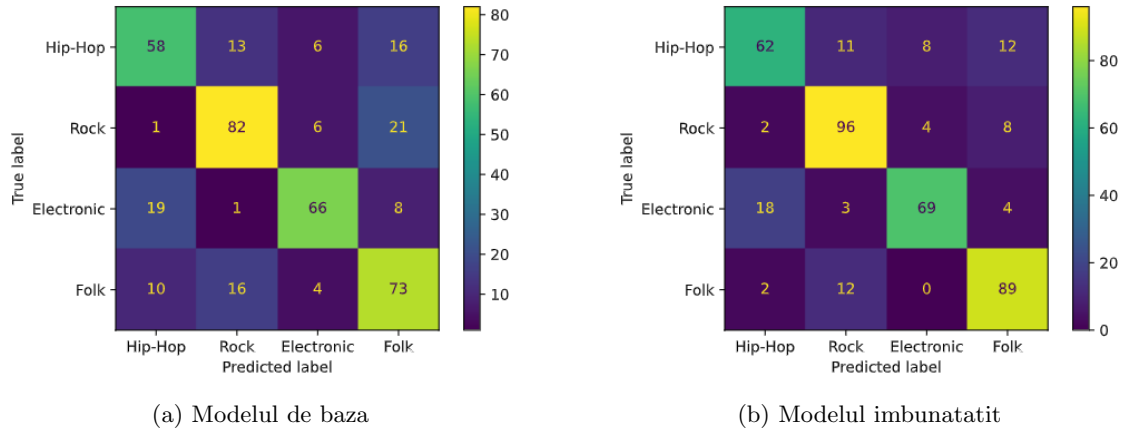 80
Hip-Hop 58 13 6 16
70
60
Rock 1 82 6 21
50
True label
40
Electronic 19 1 66 8
30
20
Folk 10 16 4 73
10
Hip-Hop Rock Electronic Folk
Predicted label
(a) Modelul de baza
Hip-Hop 62 11 8 12
80
Rock 2 96 4 8
60
True label
40
Electronic 18 3 69 4
20
Folk 2 12 0 89
0
Hip-Hop Rock Electronic Folk
Predicted label
(b) Modelul imbunatatit